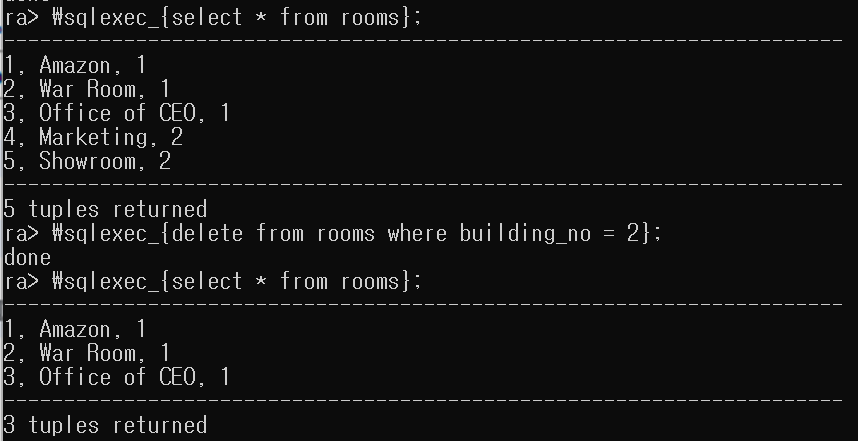 ra> ₩sqlexec_{select * from rooms};
----------------------------------------------------------------------
1, Amazon, 1
2, War Room, 1
3, Office of CEO, 1
4, Marketing, 2
5, Showroom, 2
----------------------------------------------------------------------
5 tuples returned
ra> ₩sqlexec_{delete from rooms where building_no = 2};
done
ra> ₩sqlexec_{select * from rooms};
----------------------------------------------------------------------
1, Amazon, 1
2, War Room, 1
3, Office of CEO, 1
----------------------------------------------------------------------
3 tuples returned